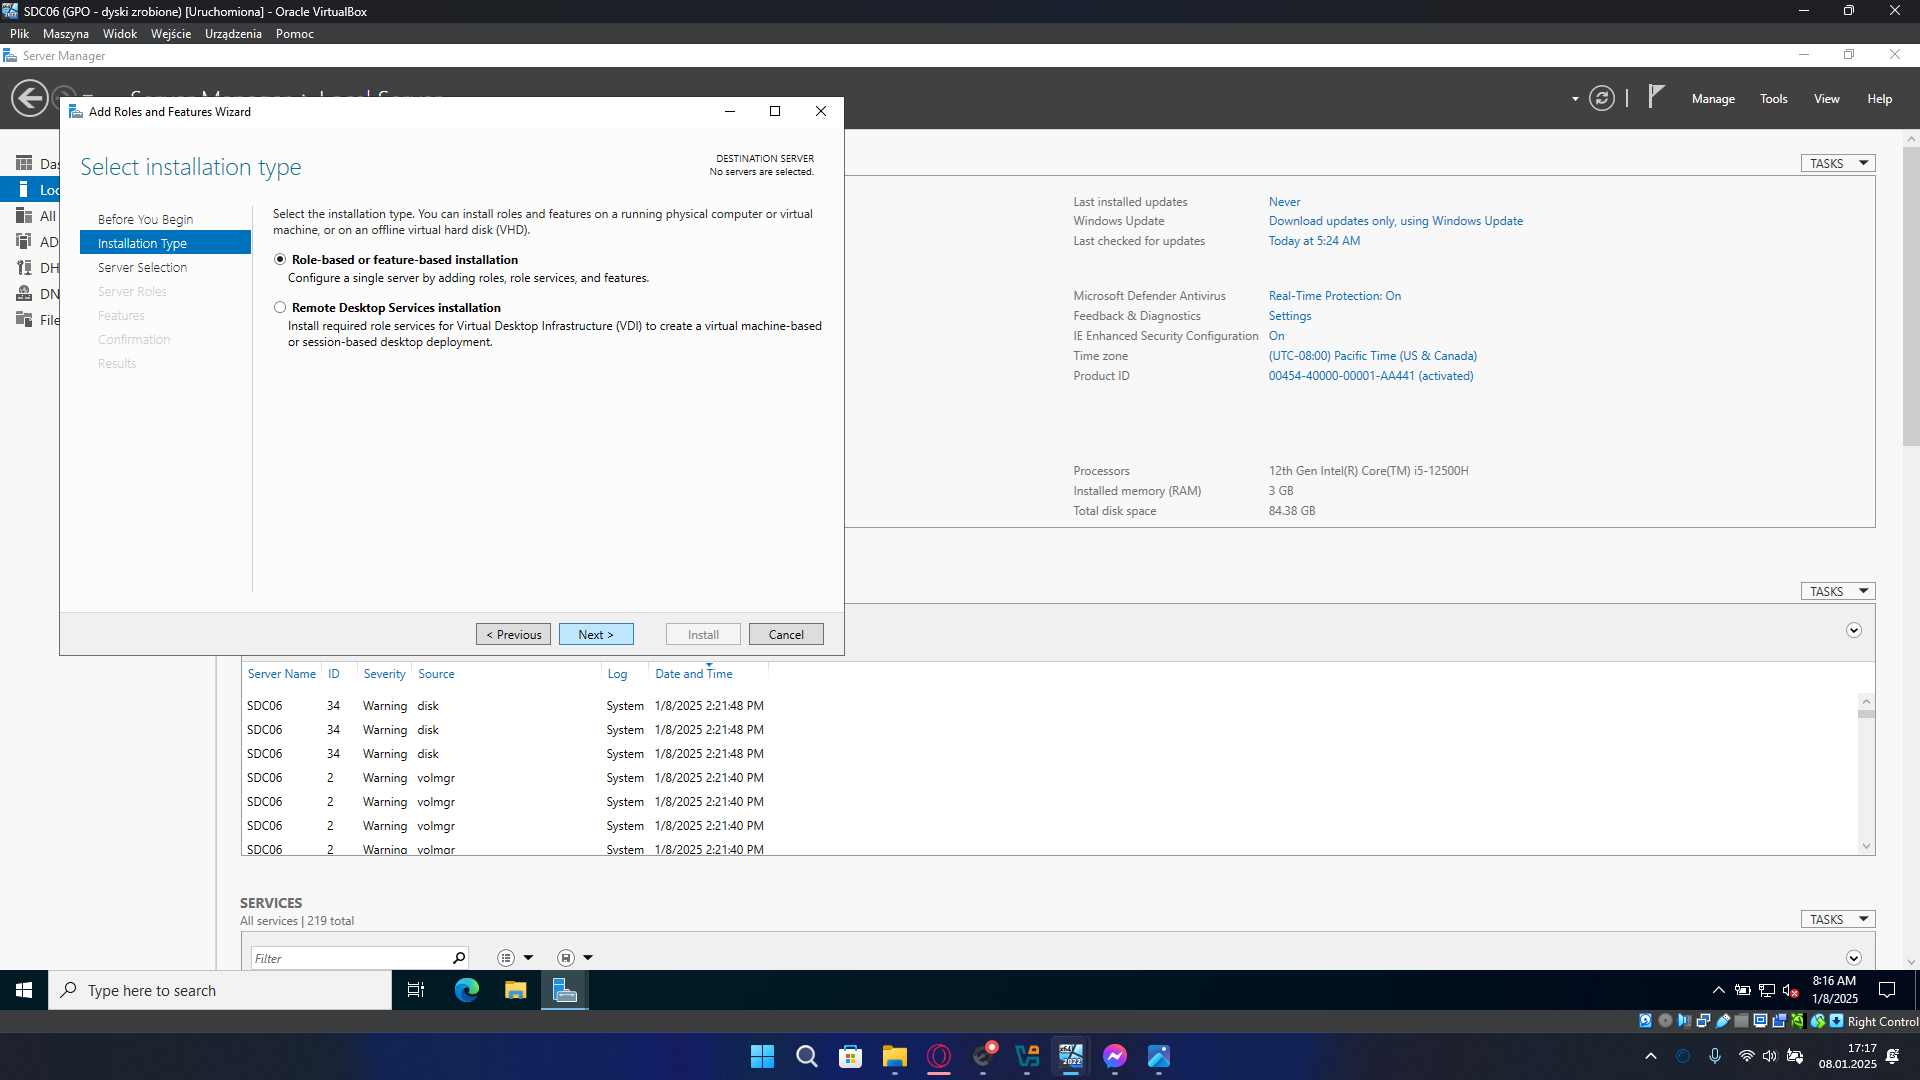 SDC06 (GPO - dyski zrobione) [Uruchomiona] - Oracle VirtualBox
Plik Maszyna Widok Wejście Urządzenia Pomoc
Server Manager
Manage Tools View Help
Add Roles and Features Wizard
Select installation type
DESTINATION SERVER
No servers are selected.
Before You Begin
Installation Type
Server Selection
Server Roles
Features
Confirmation
Results
Select the installation type. You can install roles and features on a running physical computer or virtual
machine, or on an offline virtual hard disk (VHD).
Role-based or feature-based installation
Configure a single server by adding roles, role services, and features.
Remote Desktop Services installation
Install required role services for Virtual Desktop Infrastructure (VDI) to create a virtual machine-based
or session-based desktop deployment.
< Previous Next > Install Cancel
All
AD
DH
DN
File
TASKS
Last installed updates Never
Windows Update Download updates only, using Windows Update
Last checked for updates Today at 5:24 AM
Microsoft Defender Antivirus Real-Time Protection: On
Feedback & Diagnostics Settings
IE Enhanced Security Configuration On
Time zone (UTC-08:00) Pacific Time (US & Canada)
Product ID 00454-40000-00001-AA441 (activated)
Processors 12th Gen Intel(R) Core(TM) i5-12500H
Installed memory (RAM) 3 GB
Total disk space 84.38 GB
TASKS
Server Name ID Severity Source Log Date and Time
SDC06 34 Warning disk System 1/8/2025 2:21:48 PM
SDC06 34 Warning disk System 1/8/2025 2:21:48 PM
SDC06 34 Warning disk System 1/8/2025 2:21:48 PM
SDC06 2 Warning volmgr System 1/8/2025 2:21:40 PM
SDC06 2 Warning volmgr System 1/8/2025 2:21:40 PM
SDC06 2 Warning volmgr System 1/8/2025 2:21:40 PM
SDC06 2 Warning volmgr System 1/8/2025 2:21:40 PM
SERVICES
All services | 219 total
TASKS
Filter
Type here to search
8:16 AM
1/8/2025
Right Control
17:17
08.01.2025